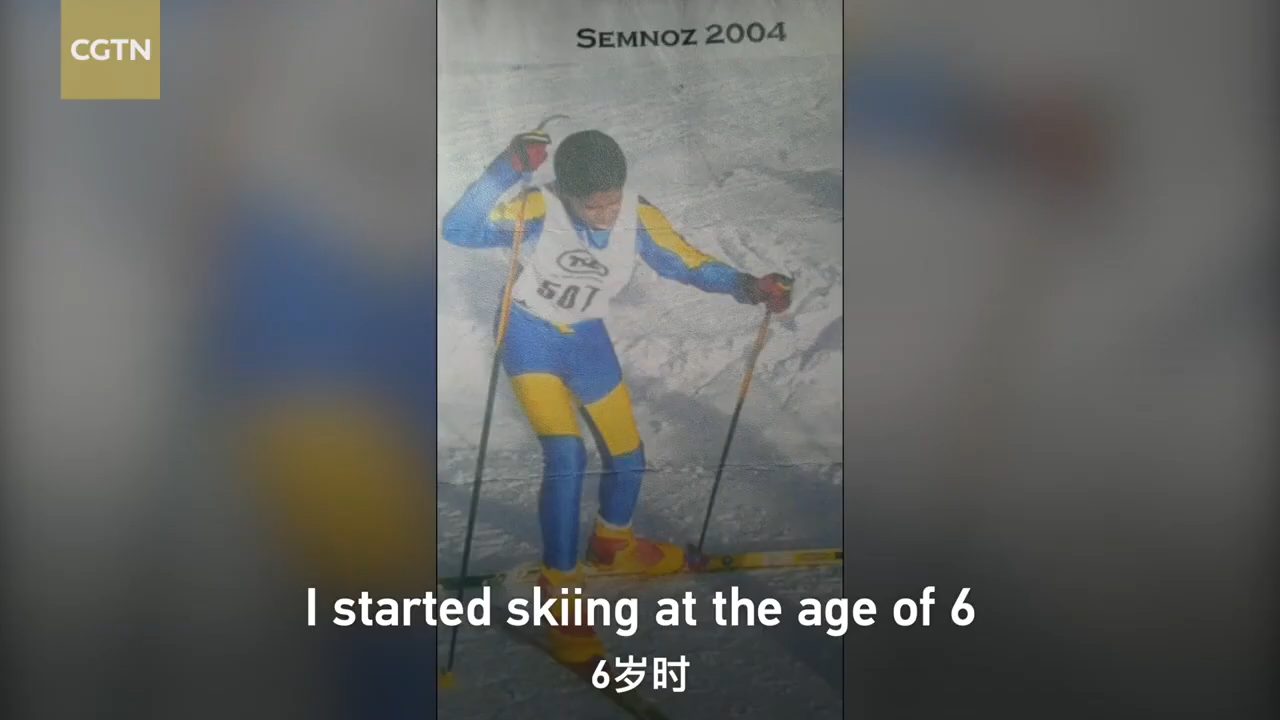 CGTN
SEMNOZ 2004
507
I started skiing at the age of 6
6岁时